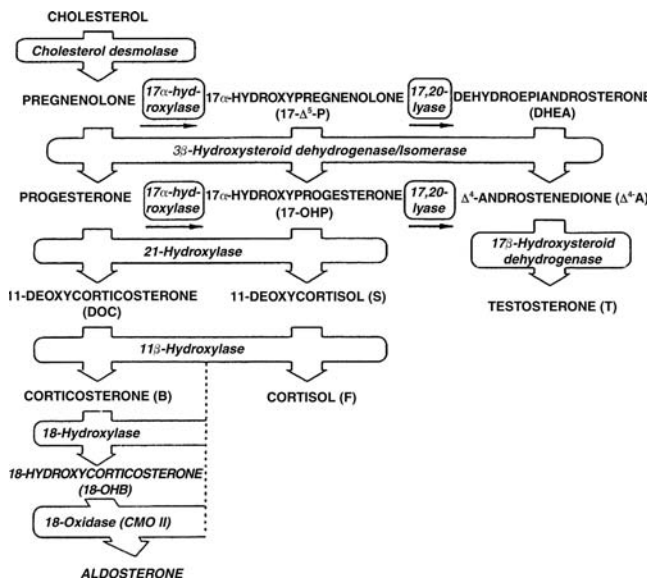 CHOLESTEROL
Cholesterol desmolase
PREGNENOLONE
17α-hyd-
roxylase
17α-HYDROXYPREGNENOLONE
(17-Δ⁵-P)
17,20-
lyase
DEHYDROEPIANDROSTERONE
(DHEA)
3β-Hydroxysteroid dehydrogenase/Isomerase
PROGESTERONE
17α-hyd-
roxylase
17α-HYDROXYPROGESTERONE
(17-OHP)
17,20-
lyase
Δ⁴-ANDROSTENEDIONE (Δ⁴-A)
21-Hydroxylase
17β-Hydroxysteroid
dehydrogenase
11-DEOXYCORTICOSTERONE
(DOC)
11-DEOXYCORTISOL (S)
TESTOSTERONE (T)
11β-Hydroxylase
CORTICOSTERONE (B)
CORTISOL (F)
18-Hydroxylase
18-HYDROXYCORTICOSTERONE
(18-OHB)
18-Oxidase (CMO II)
ALDOSTERONE